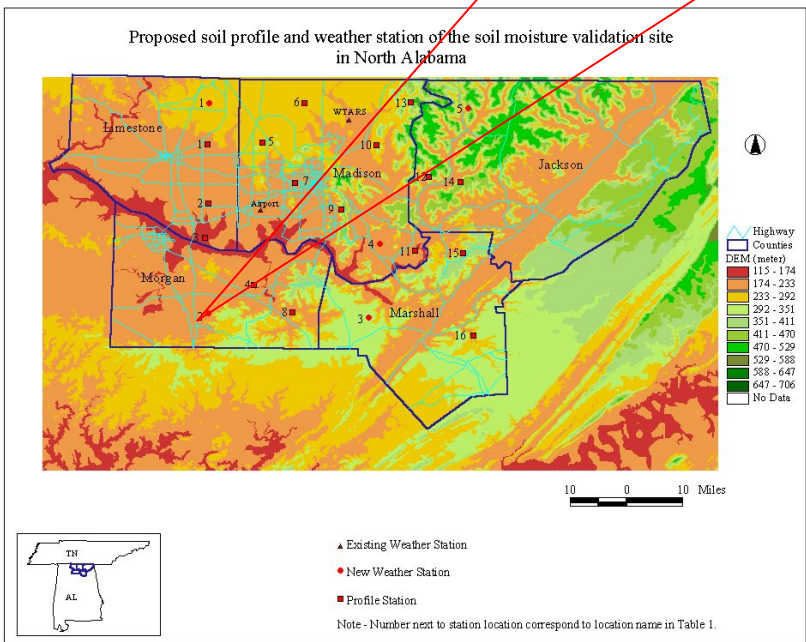 Proposed soil profile and weather station of the soil moisture validation site
in North Alabama
1
6
13
5
WTARS
Limestone
1
5
10
Jackson
Madison
12
14
7
2
Airport
9
3
4
11
15
Morgan
4
2
8
3
Marshall
16
Highway
Counties
DEM (meter)
115 - 174
174 - 233
233 - 292
292 - 351
351 - 411
411 - 470
470 - 529
529 - 588
588 - 647
647 - 706
No Data
10 0 10 Miles
TN
AL
Existing Weather Station
New Weather Station
Profile Station
Note - Number next to station location correspond to location name in Table 1.